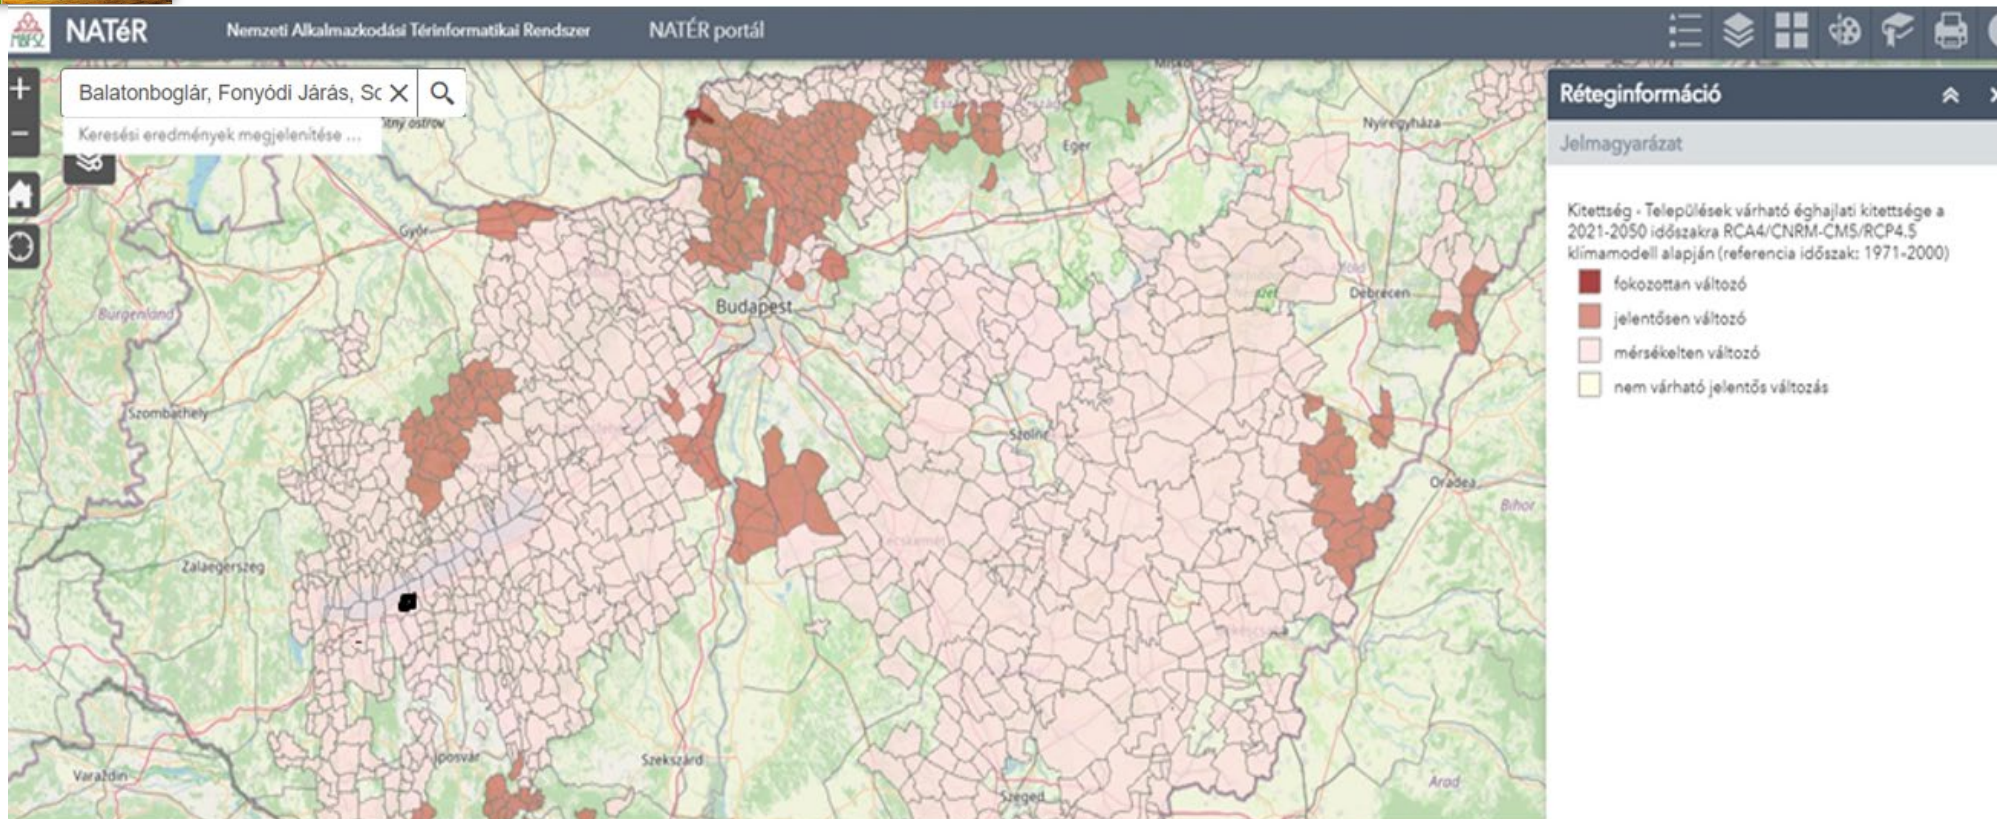 NATéR
Nemzeti Alkalmazkodási Térinformatikai Rendszer
NATÉR portál
Balatonboglár, Fonyódi Járás, Sc
Keresési eredmények megjelenítése ...
Réteginformáció
Jelmagyarázat
Kitettség - Települések várható éghajlati kitettsége a
2021-2050 időszakra RCA4/CNRM-CM5/RCP4.5
klímamodell alapján (referencia időszak: 1971-2000)
fokozottan változó
jelentősen változó
mérsékelten változó
nem várható jelentős változás
Nyíregyháza
Eger
Győr
Budapest
Debrecen
Burgenland
Szombathely
Szolnr
Oradea
Bihor
Kecskemét
Zalaegerszeg
iposvár
Szekszárd
Varaždin
Szeged
Arad